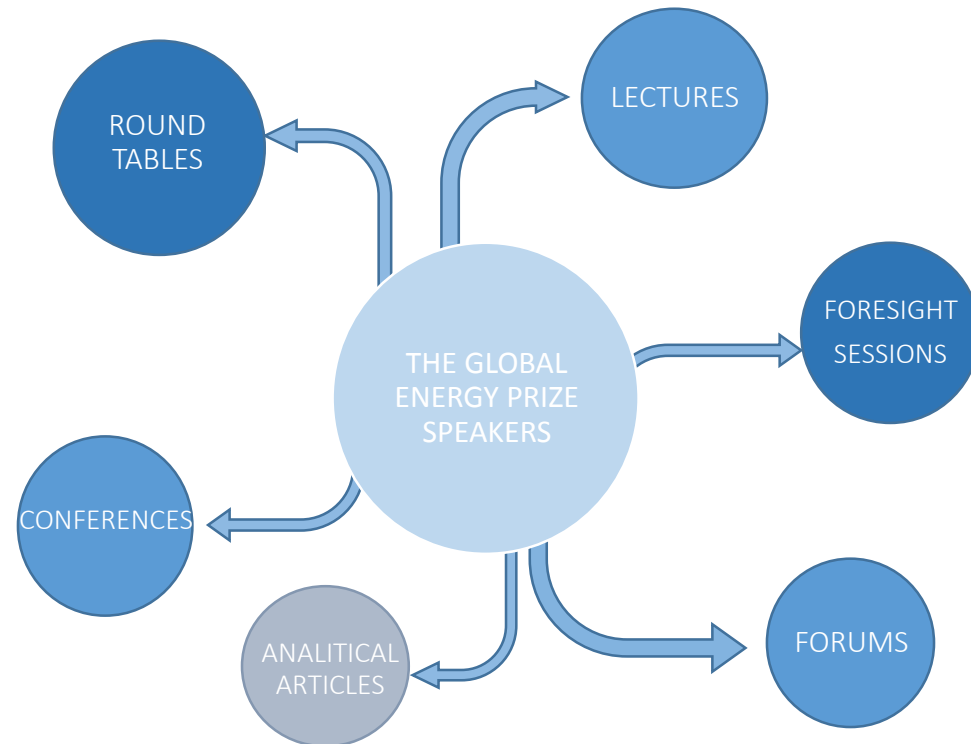 ROUND
TABLES
LECTURES
FORESIGHT
SESSIONS
THE GLOBAL
ENERGY PRIZE
SPEAKERS
CONFERENCES
ANALITICAL
ARTICLES
FORUMS